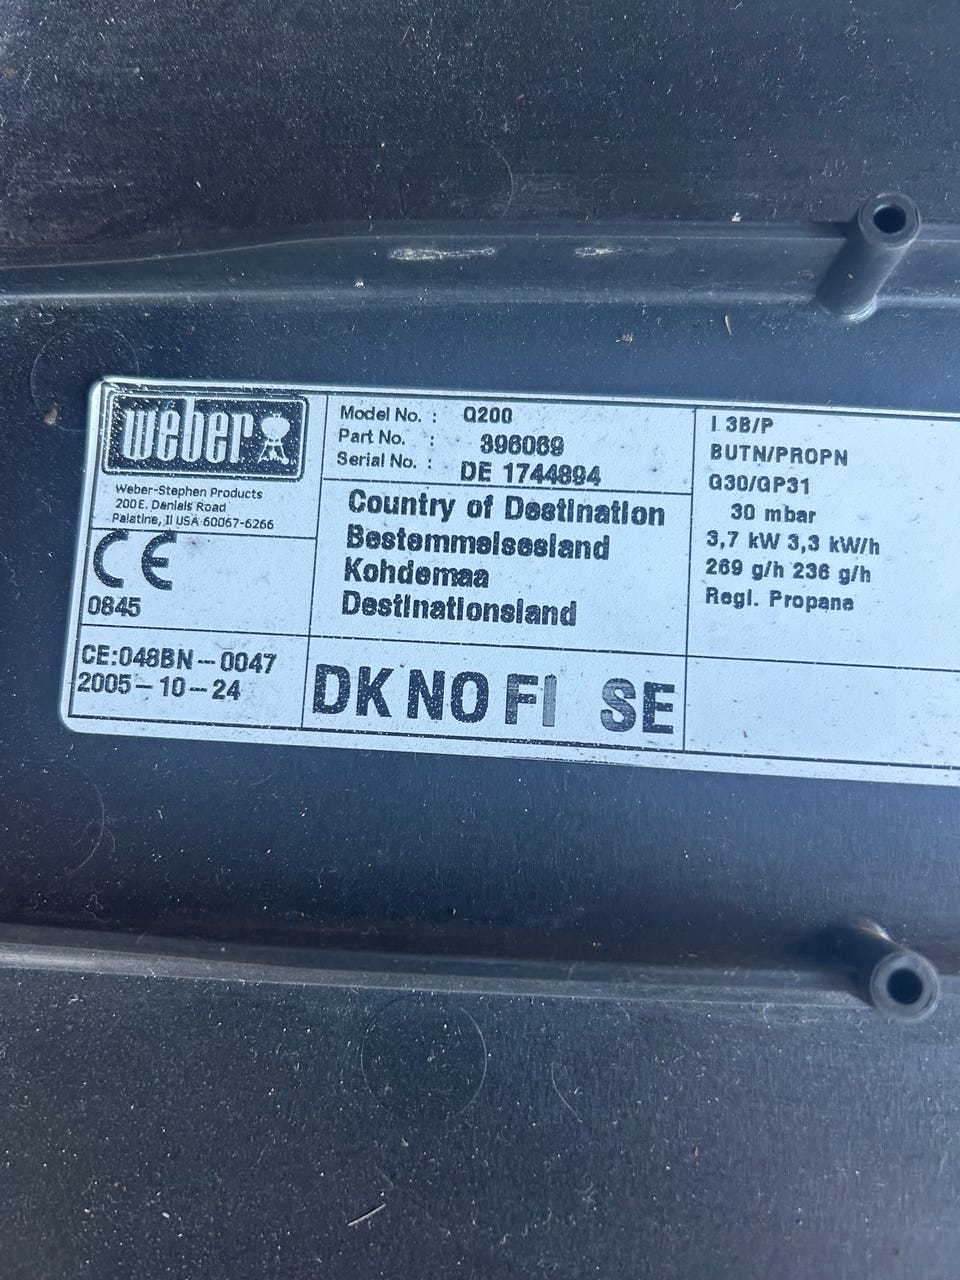 weber
Weber-Stephen Products
200 E. Daniels Road
Palatine, Il USA 60067-6266
CE
0845
CE:048BN-0047
2005-10-24
Model No. : Q200
Part No. : 396069
Serial No. : DE 1744894
Country of Destination
Bestemmelsesland
Kohdemaa
Destinationsland
DK NO FI SE
I 3B/P
BUTN/PROPN
G30/GP31
30 mbar
3,7 kW 3,3 kW/h
269 g/h 236 g/h
Regl. Propane